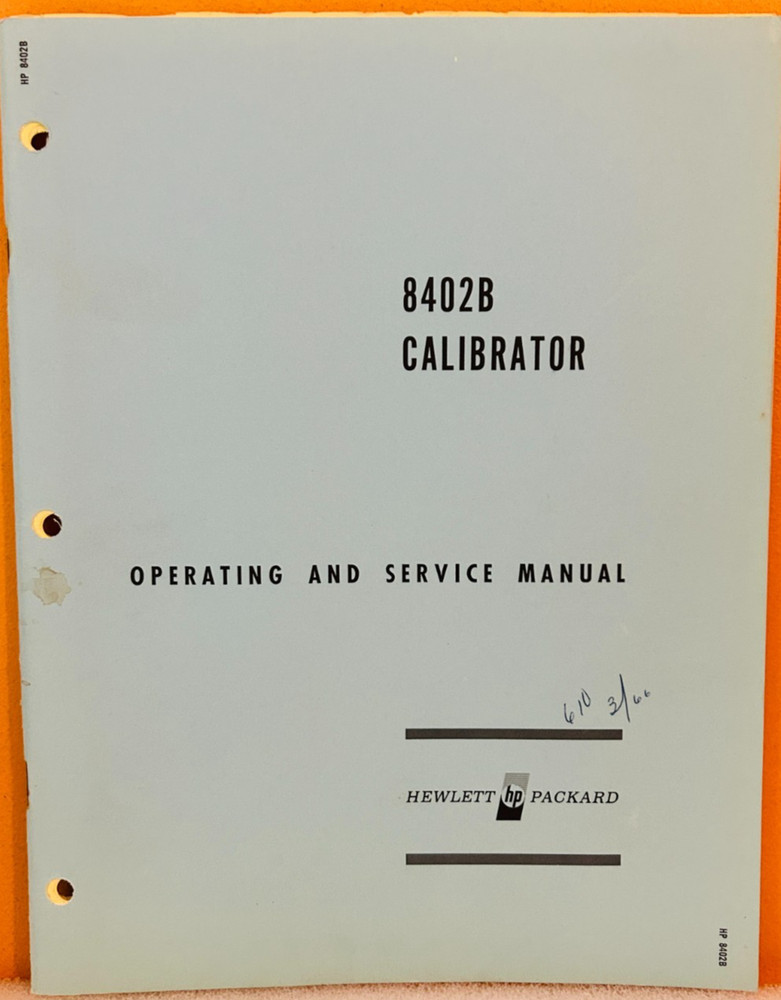 HP 8402B
8402B
CALIBRATOR
OPERATING AND SERVICE MANUAL
610 3/66
HEWLETT hp PACKARD
HP 8402B